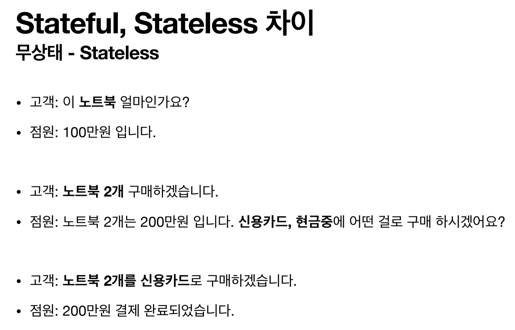 Stateful, Stateless 차이
무상태 - Stateless
• 고객: 이 노트북 얼마인가요?
• 점원: 100만원 입니다.
• 고객: 노트북 2개 구매하겠습니다.
• 점원: 노트북 2개는 200만원 입니다. 신용카드, 현금중에 어떤 걸로 구매 하시겠어요?
• 고객: 노트북 2개를 신용카드로 구매하겠습니다.
• 점원: 200만원 결제 완료되었습니다.